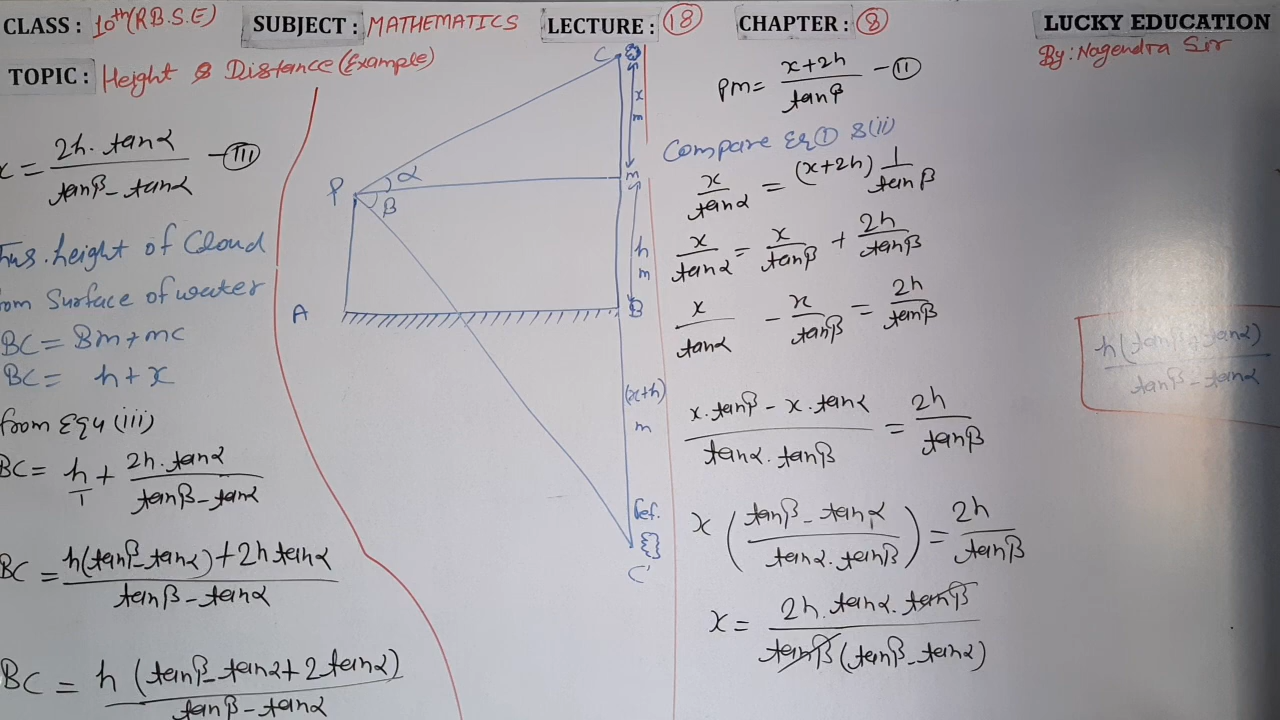 CLASS : 10th (R.B.S.E) SUBJECT : MATHEMATICS LECTURE : 18 CHAPTER : 8 LUCKY EDUCATION
By: Nagendra Sir
TOPIC : Height & Distance (Example)
x = 2h. tanα / tanβ - tanα - (III)
height of Cloud
Surface of water
BC = Bm + mc
BC = h + x
from Equ (iii)
BC = h/1 + 2h. tanα / tanβ - tanα
BC = h(tanβ - tanα) + 2h tanα / tanβ - tanα
BC = h (tanβ - tanα + 2 tanα) / tanβ - tanα
C
x
m
P
α
β
m
h
m
A
B
(x+h)
m
Ref.
C'
Pm = x+2h / tanβ - (II)
Compare Eq (I) & (ii)
x / tanα = (x+2h) 1 / tanβ
x / tanα = x / tanβ + 2h / tanβ
x / tanα - x / tanβ = 2h / tanβ
x. tanβ - x. tanα / tanα. tanβ = 2h / tanβ
x (tanβ - tanα / tanα. tanβ) = 2h / tanβ
x = 2h. tanα. tanβ / tanβ (tanβ - tanα)
h(tanβ + tanα) / tanβ - tanα